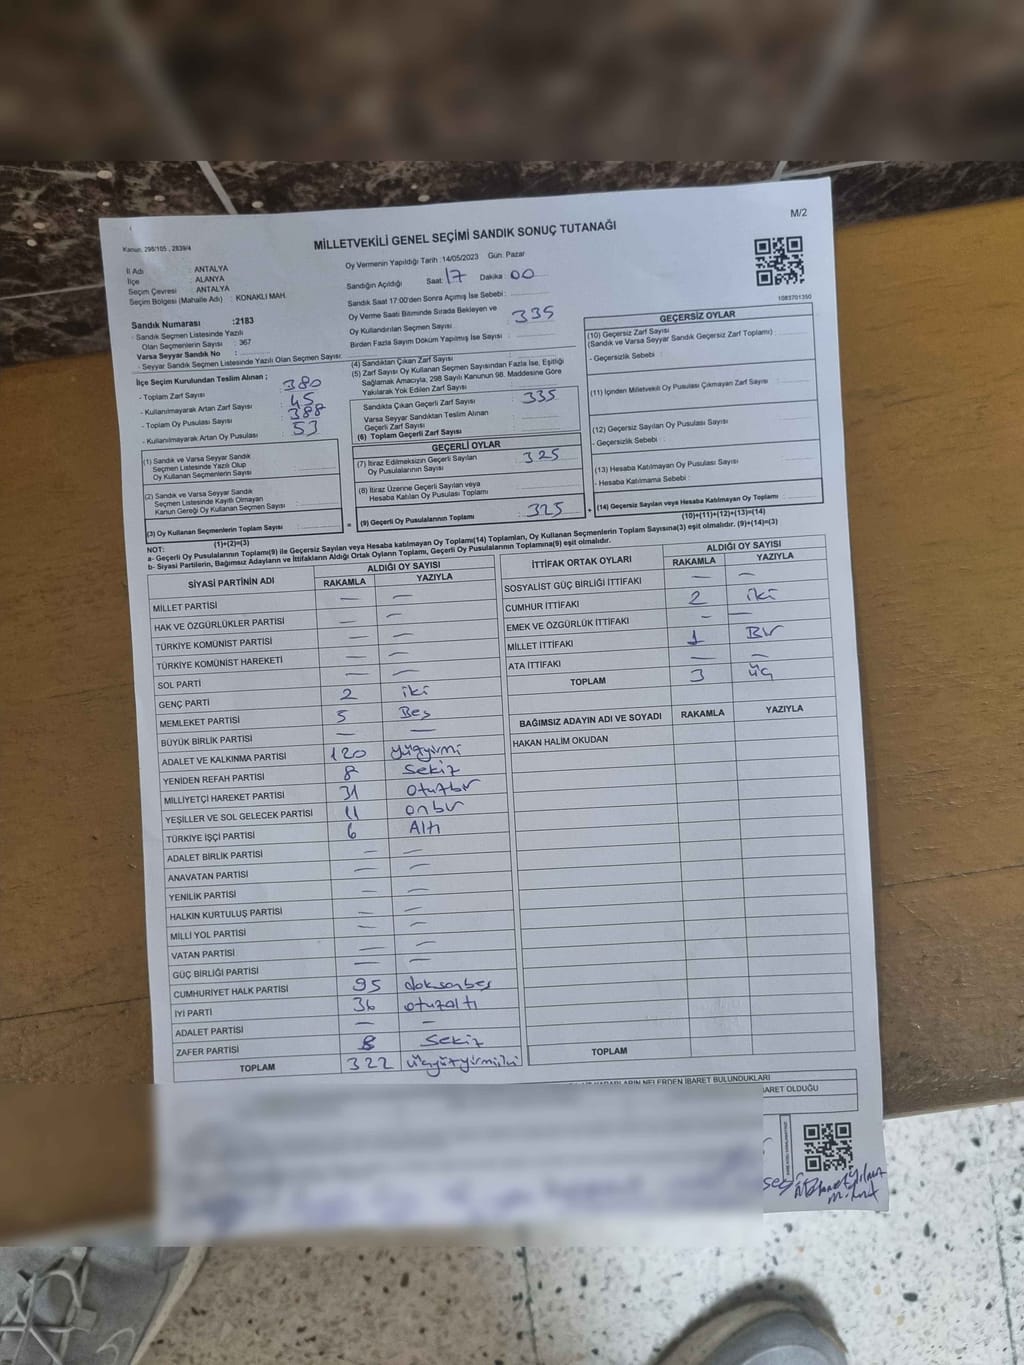 M/2
Kanun: 298/105 , 2839/4
MİLLETVEKİLİ GENEL SEÇİMİ SANDIK SONUÇ TUTANAĞI
İl Adı : ANTALYA
İlçe : ALANYA
Seçim Çevresi : ANTALYA
Seçim Bölgesi (Mahalle Adı) : KONAKLI MAH.
Sandık Numarası :2183
- Sandık Seçmen Listesinde Yazılı
Olan Seçmenlerin Sayısı : 367
Varsa Seyyar Sandık No :
- Seyyar Sandık Seçmen Listesinde Yazılı Olan Seçmen Sayısı:
İlçe Seçim Kurulundan Teslim Alınan ;
- Toplam Zarf Sayısı : 380
- Kullanılmayarak Artan Zarf Sayısı : 45
- Toplam Oy Pusulası Sayısı : 388
- Kullanılmayarak Artan Oy Pusulası : 53
(1) Sandık ve Varsa Seyyar Sandık
Seçmen Listesinde Yazılı Olup
Oy Kullanan Seçmenlerin Sayısı
(2) Sandık ve Varsa Seyyar Sandık
Seçmen Listesinde Kayıtlı Olmayan
Kanun Gereği Oy Kullanan Seçmen Sayısı
(3) Oy Kullanan Seçmenlerin Toplam Sayısı
(1)+(2)=(3)
Oy Vermenin Yapıldığı Tarih :14/05/2023 Gün: Pazar
Sandığın Açıldığı Saat: 17 Dakika 00
Sandık Saat 17:00'den Sonra Açılmış İse Sebebi :
Oy Verme Saati Bitiminde Sırada Bekleyen ve
Oy Kullandırılan Seçmen Sayısı : 335
Birden Fazla Sayım Döküm Yapılmış İse Sayısı :
(4) Sandıktan Çıkan Zarf Sayısı
(5) Zarf Sayısı Oy Kullanan Seçmen Sayısından Fazla İse, Eşitliği
Sağlamak Amacıyla; 298 Sayılı Kanunun 98. Maddesine Göre
Yakılarak Yok Edilen Zarf Sayısı
Sandıkta Çıkan Geçerli Zarf Sayısı : 335
Varsa Seyyar Sandıktan Teslim Alınan
Geçerli Zarf Sayısı
(6) Toplam Geçerli Zarf Sayısı
GEÇERLİ OYLAR
(7) İtiraz Edilmeksizin Geçerli Sayılan
Oy Pusulalarının Sayısı : 325
(8) İtiraz Üzerine Geçerli Sayılan veya
Hesaba Katılan Oy Pusulası Toplamı
= (9) Geçerli Oy Pusulalarının Toplamı : 325 +
1083701350
GEÇERSİZ OYLAR
(10) Geçersiz Zarf Sayısı
(Sandık ve Varsa Seyyar Sandık Geçersiz Zarf Toplamı) :
- Geçersizlik Sebebi :
(11) İçinden Milletvekili Oy Pusulası Çıkmayan Zarf Sayısı
(12) Geçersiz Sayılan Oy Pusulası Sayısı
- Geçersizlik Sebebi :
(13) Hesaba Katılmayan Oy Pusulası Sayısı
- Hesaba Katılmama Sebebi :
(14) Geçersiz Sayılan veya Hesaba Katılmayan Oy Toplamı
(10)+(11)+(12)+(13)=(14)
NOT:
a- Geçerli Oy Pusulaları Toplamı(9) ile Geçersiz Sayılan veya Hesaba katılmayan Oy Toplamı(14) Toplamları, Oy Kullanan Seçmenlerin Toplam Sayısına(3) eşit olmalıdır. (9)+(14)=(3)
b- Siyasi Partilerin, Bağımsız Adayların ve İttifakların Aldığı Ortak Oyların Toplamı, Geçerli Oy Pusulalarının Toplamına(9) eşit olmalıdır.
SİYASİ PARTİNİN ADI ALDIĞI OY SAYISI
RAKAMLA YAZIYLA
MİLLET PARTİSİ — —
HAK VE ÖZGÜRLÜKLER PARTİSİ — —
TÜRKİYE KOMÜNİST PARTİSİ — —
TÜRKİYE KOMÜNİST HAREKETİ — —
SOL PARTİ — —
GENÇ PARTİ 2 iki
MEMLEKET PARTİSİ 5 Beş
BÜYÜK BİRLİK PARTİSİ — —
ADALET VE KALKINMA PARTİSİ 120 yüzyirmi
YENİDEN REFAH PARTİSİ 8 sekiz
MİLLİYETÇİ HAREKET PARTİSİ 31 otuzbir
YEŞİLLER VE SOL GELECEK PARTİSİ 11 onbir
TÜRKİYE İŞÇİ PARTİSİ 6 Altı
ADALET BİRLİK PARTİSİ — —
ANAVATAN PARTİSİ — —
YENİLİK PARTİSİ — —
HALKIN KURTULUŞ PARTİSİ — —
MİLLİ YOL PARTİSİ — —
VATAN PARTİSİ — —
GÜÇ BİRLİĞİ PARTİSİ — —
CUMHURİYET HALK PARTİSİ 95 doksanbeş
İYİ PARTİ 36 otuzaltı
ADALET PARTİSİ — —
ZAFER PARTİSİ 8 sekiz
TOPLAM 322 üçyüzyirmiiki
İTTİFAK ORTAK OYLARI ALDIĞI OY SAYISI
RAKAMLA YAZIYLA
SOSYALİST GÜÇ BİRLİĞİ İTTİFAKI — —
CUMHUR İTTİFAKI 2 iki
EMEK VE ÖZGÜRLÜK İTTİFAKI — —
MİLLET İTTİFAKI 1 Bir
ATA İTTİFAKI — —
TOPLAM 3 üç
BAĞIMSIZ ADAYIN ADI VE SOYADI RAKAMLA YAZIYLA
HAKAN HALİM OKUDAN
TOPLAM
NELERDEN İBARET BULUNDUKLARI
BARET OLDUĞU